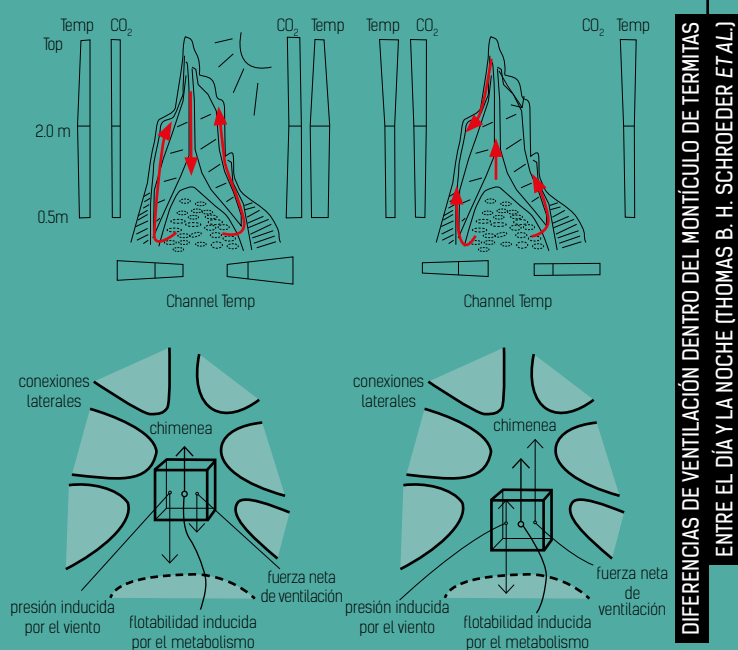 Temp CO₂
Top
2.0 m
0.5m
CO₂ Temp
Channel Temp
Temp CO₂
CO₂ Temp
Channel Temp
conexiones
laterales
chimenea
presión inducida
por el viento
flotabilidad inducida
por el metabolismo
fuerza neta
de ventilación
conexiones
laterales
chimenea
presión inducida
por el viento
flotabilidad inducida
por el metabolismo
fuerza neta
de
ventilación
DIFERENCIAS DE VENTILACIÓN DENTRO DEL MONTÍCULO DE TERMITAS
ENTRE EL DÍA Y LA NOCHE (THOMAS B. H. SCHROEDER ET AL.)